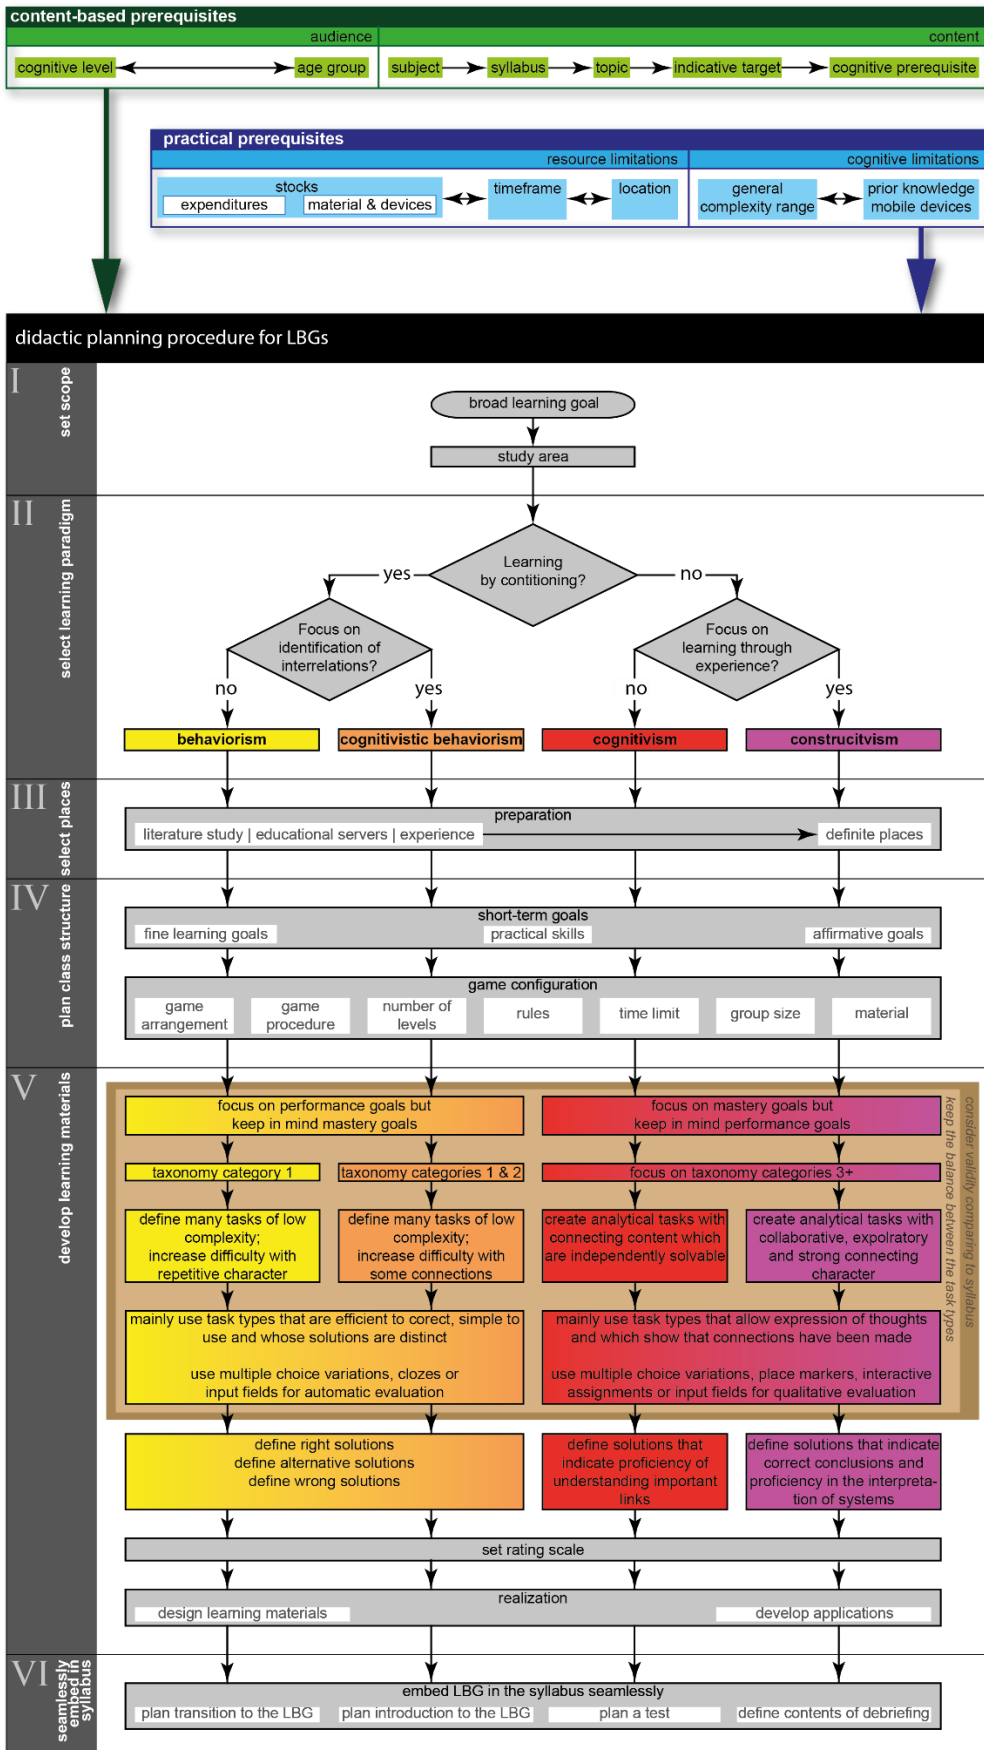 content-based prerequisites
audience
content
cognitive level
age group
subject
syllabus
topic
indicative target
cognitive prerequisite
practical prerequisites
resource limitations
cognitive limitations
stocks
expenditures
material & devices
timeframe
location
general
complexity range
prior knowledge
mobile devices
didactic planning procedure for LBGs
I
set scope
broad learning goal
study area
II
select learning paradigm
Learning
by contitioning?
yes
no
Focus on
identification of
interrelations?
Focus on
learning through
experience?
no
yes
no
yes
behaviorism
cognitivistic behaviorism
cognitivism
construcitvism
III
select places
preparation
literature study | educational servers | experience
definite places
IV
plan class structure
short-term goals
fine learning goals
practical skills
affirmative goals
game configuration
game
arrangement
game
procedure
number of
levels
rules
time limit
group size
material
V
develop learning materials
focus on performance goals but
keep in mind mastery goals
focus on mastery goals but
keep in mind performance goals
consider validity comparing to syllabus
keep the balance between the task types
taxonomy category 1
taxonomy categories 1 & 2
focus on taxonomy categories 3+
define many tasks of low
complexity;
increase difficulty with
repetitive character
define many tasks of low
complexity;
increase difficulty with
some connections
create analytical tasks with
connecting content which
are independently solvable
create analytical tasks with
collaborative, expolratory
and strong connecting
character
mainly use task types that are efficient to corect, simple to
use and whose solutions are distinct
use multiple choice variations, clozes or
input fields for automatic evaluation
mainly use task types that allow expression of thoughts
and which show that connections have been made
use multiple choice variations, place markers, interactive
assignments or input fields for qualitative evaluation
define right solutions
define alternative solutions
define wrong solutions
define solutions that
indicate proficiency of
understanding important
links
define solutions that indicate
correct conclusions and
proficiency in the interpreta-
tion of systems
set rating scale
realization
design learning materials
develop applications
VI
seamlessly
embed in
syllabus
embed LBG in the syllabus seamlessly
plan transition to the LBG
plan introduction to the LBG
plan a test
define contents of debriefing